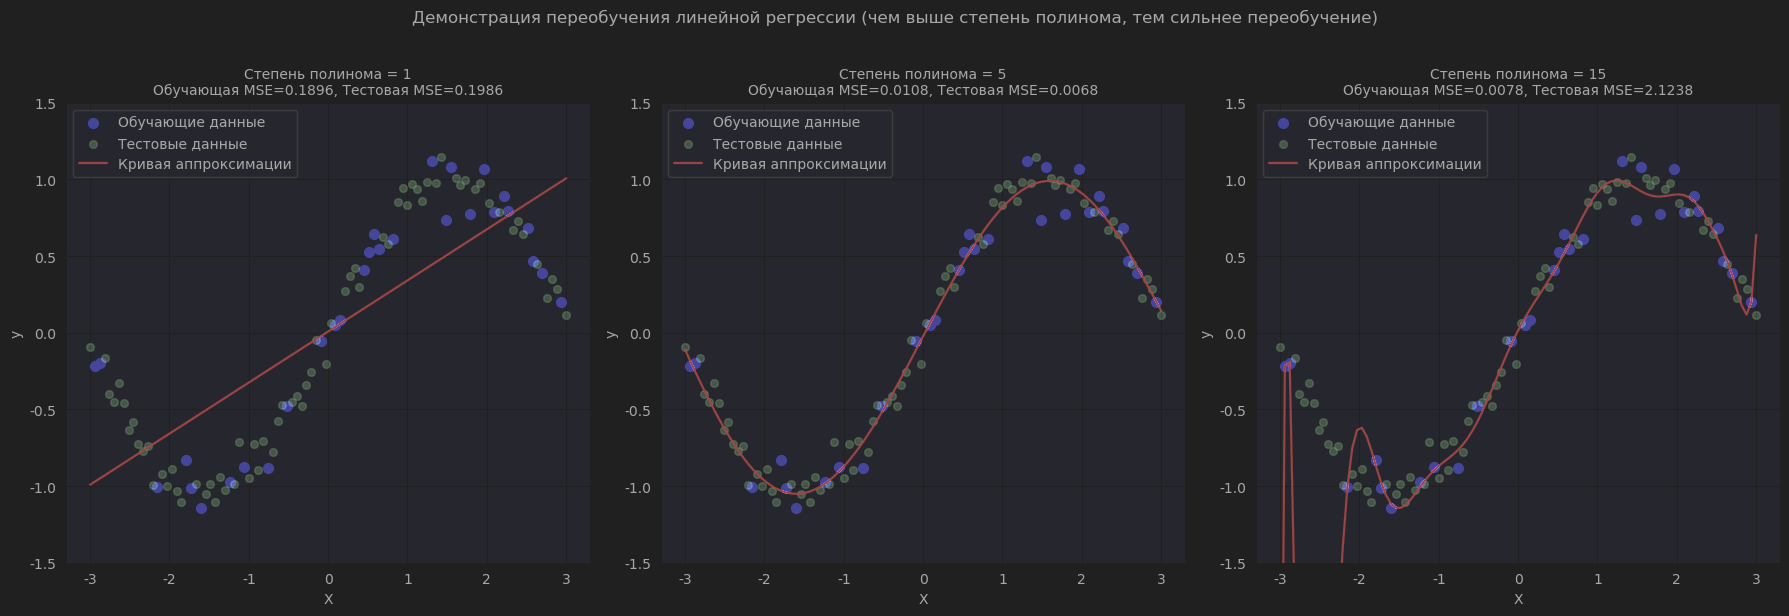 Демонстрация переобучения линейной регрессии (чем выше степень полинома, тем сильнее переобучение)
Степень полинома = 1
Обучающая MSE=0.1896, Тестовая MSE=0.1986
1.5
1.0
0.5
0.0
-0.5
-1.0
-1.5
y
Обучающие данные
Тестовые данные
Кривая аппроксимации
-3 -2 -1 0 1 2 3
X
Степень полинома = 5
Обучающая MSE=0.0108, Тестовая MSE=0.0068
1.5
1.0
0.5
0.0
-0.5
-1.0
-1.5
y
Обучающие данные
Тестовые данные
Кривая аппроксимации
-3 -2 -1 0 1 2 3
X
Степень полинома = 15
Обучающая MSE=0.0078, Тестовая MSE=2.1238
1.5
1.0
0.5
0.0
-0.5
-1.0
-1.5
y
Обучающие данные
Тестовые данные
Кривая аппроксимации
-3 -2 -1 0 1 2 3
X